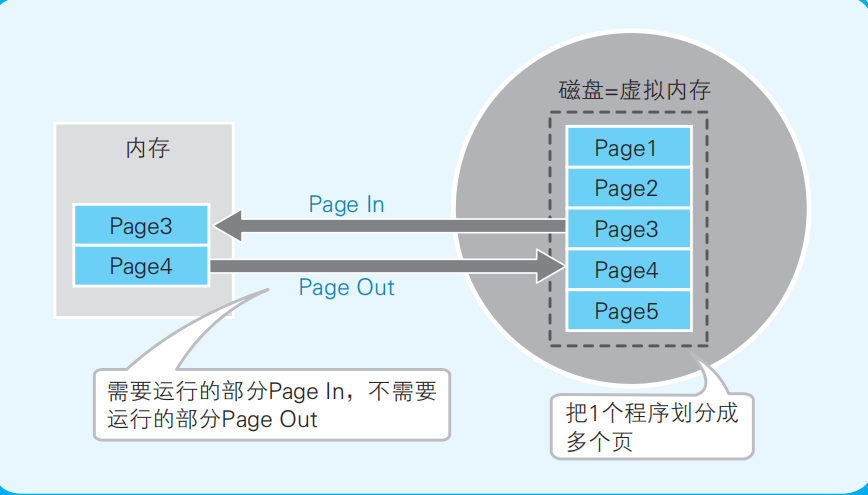 磁盘=虚拟内存
内存
Page1
Page2
Page3
Page4
Page5
Page In
Page3
Page4
Page Out
需要运行的部分Page In，不需要
运行的部分Page Out
把1个程序划分成
多个页